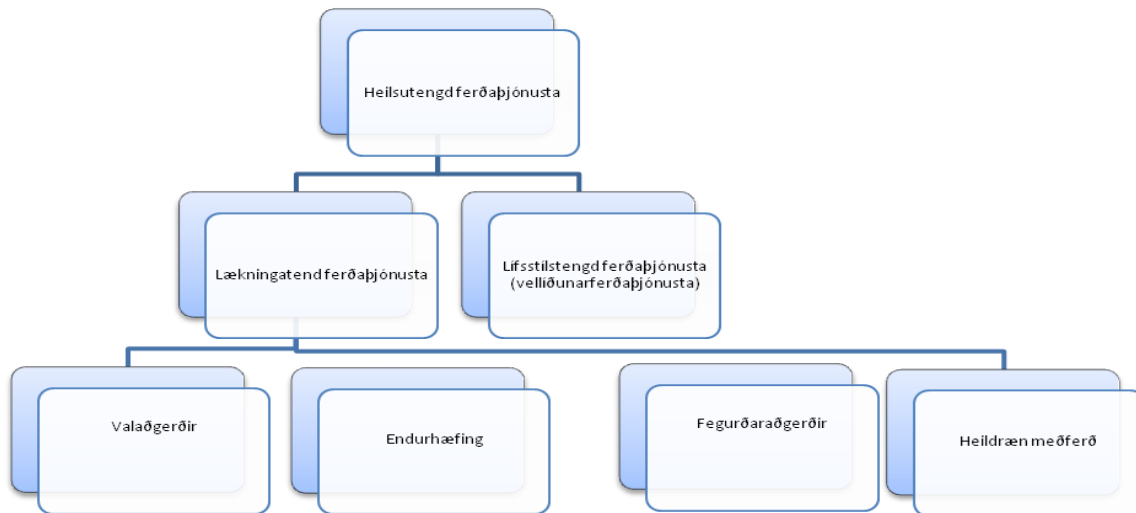 Heilsutengd ferðaþjónusta
Lækningatend ferðaþjónusta
Lífsstílstengd ferðaþjónusta
(vellíðunarferðaþjónusta)
Valaðgerðir
Endurhæfing
Fegurðaraðgerðir
Heildræn meðferð